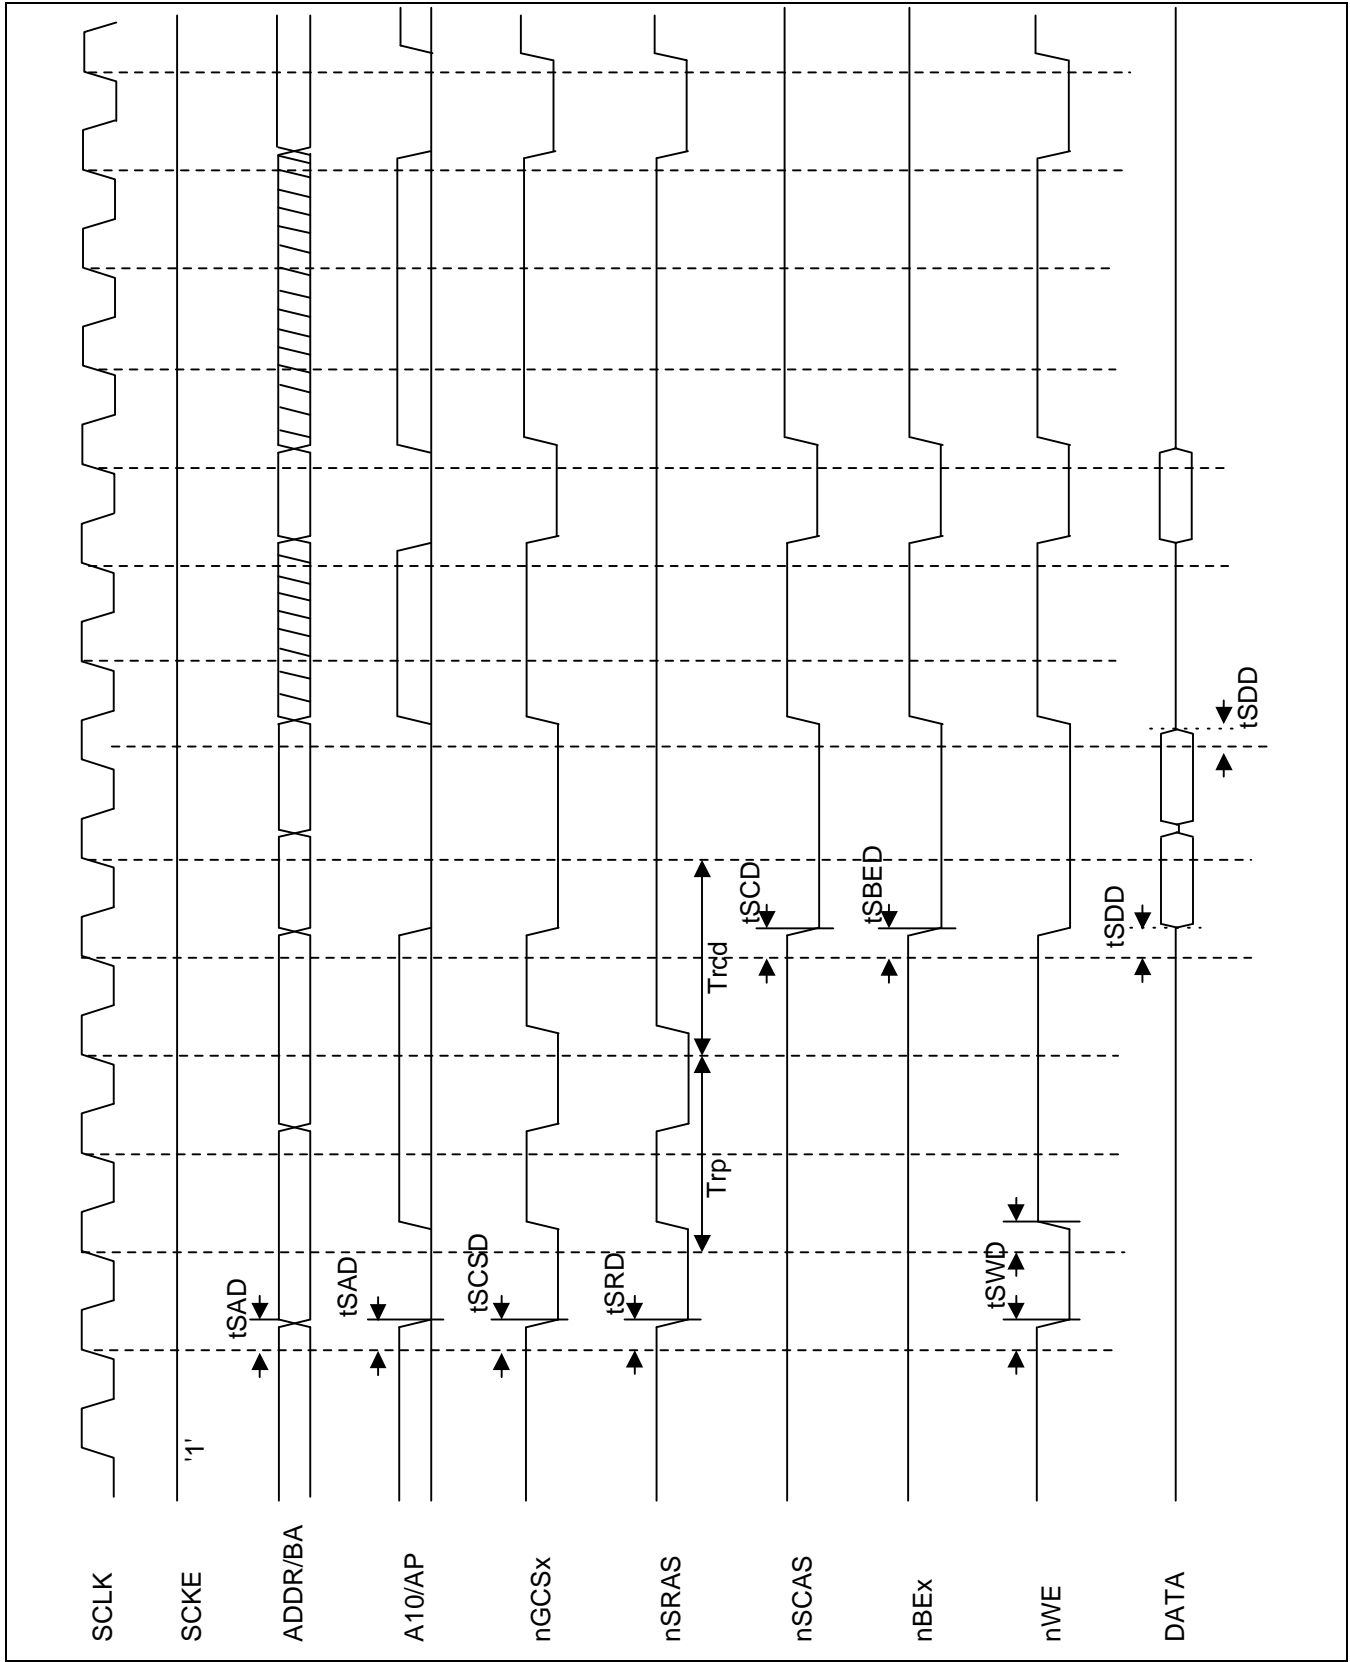 SCLK
SCKE
'1'
ADDR/BA
tSAD
A10/AP
tSAD
nGCSx
tSCSD
nSRAS
tSRD
Trp
Trcd
nSCAS
tSCD
nBEx
tSBED
nWE
tSWD
DATA
tSDD
tSDD